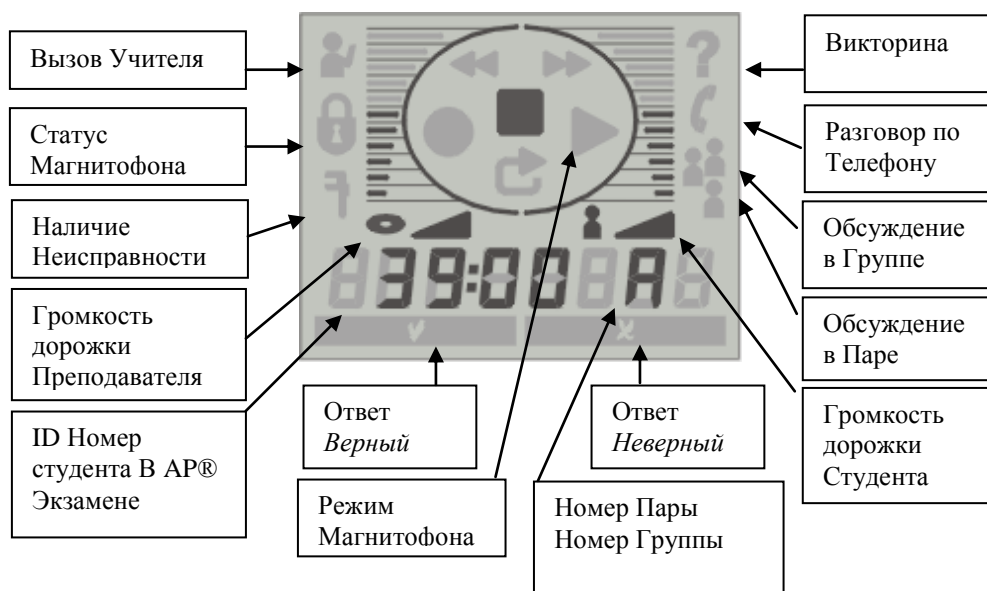 Вызов Учителя
Статус
Магнитофона
Наличие
Неисправности
Громкость
дорожки
Преподавателя
ID Номер
студента В AP®
Экзамене
39:00 A
Ответ
Верный
Режим
Магнитофона
Ответ
Неверный
Номер Пары
Номер Группы
Викторина
Разговор по
Телефону
Обсуждение
в Группе
Обсуждение
в Паре
Громкость
дорожки
Студента